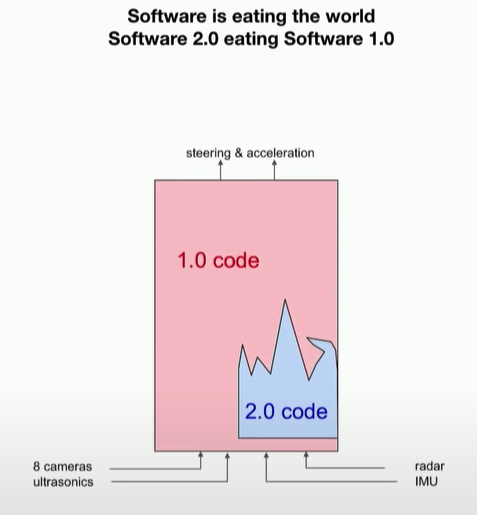 Software is eating the world
Software 2.0 eating Software 1.0
steering & acceleration
1.0 code
2.0 code
8 cameras
ultrasonics
radar
IMU